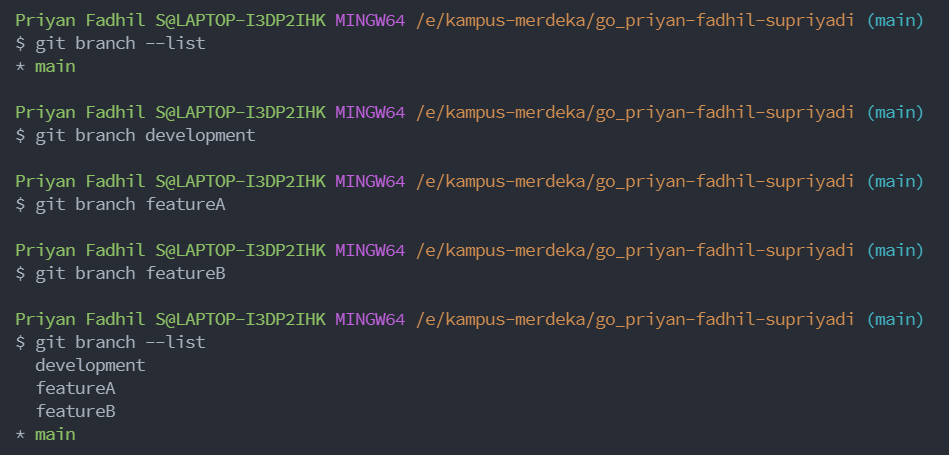 Priyan Fadhil S@LAPTOP-I3DP2IHK MINGW64 /e/kampus-merdeka/go_priyan-fadhil-supriyadi (main)
$ git branch --list
* main
Priyan Fadhil S@LAPTOP-I3DP2IHK MINGW64 /e/kampus-merdeka/go_priyan-fadhil-supriyadi (main)
$ git branch development
Priyan Fadhil S@LAPTOP-I3DP2IHK MINGW64 /e/kampus-merdeka/go_priyan-fadhil-supriyadi (main)
$ git branch featureA
Priyan Fadhil S@LAPTOP-I3DP2IHK MINGW64 /e/kampus-merdeka/go_priyan-fadhil-supriyadi (main)
$ git branch featureB
Priyan Fadhil S@LAPTOP-I3DP2IHK MINGW64 /e/kampus-merdeka/go_priyan-fadhil-supriyadi (main)
$ git branch --list
  development
  featureA
  featureB
* main